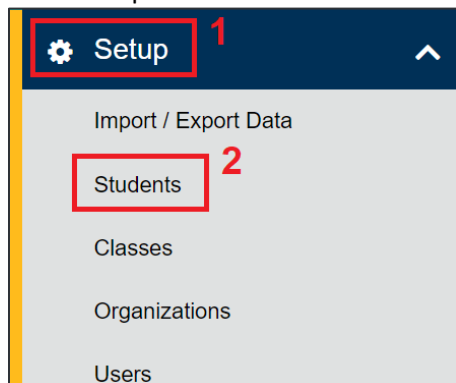 Setup 1
Import / Export Data
Students 2
Classes
Organizations
Users